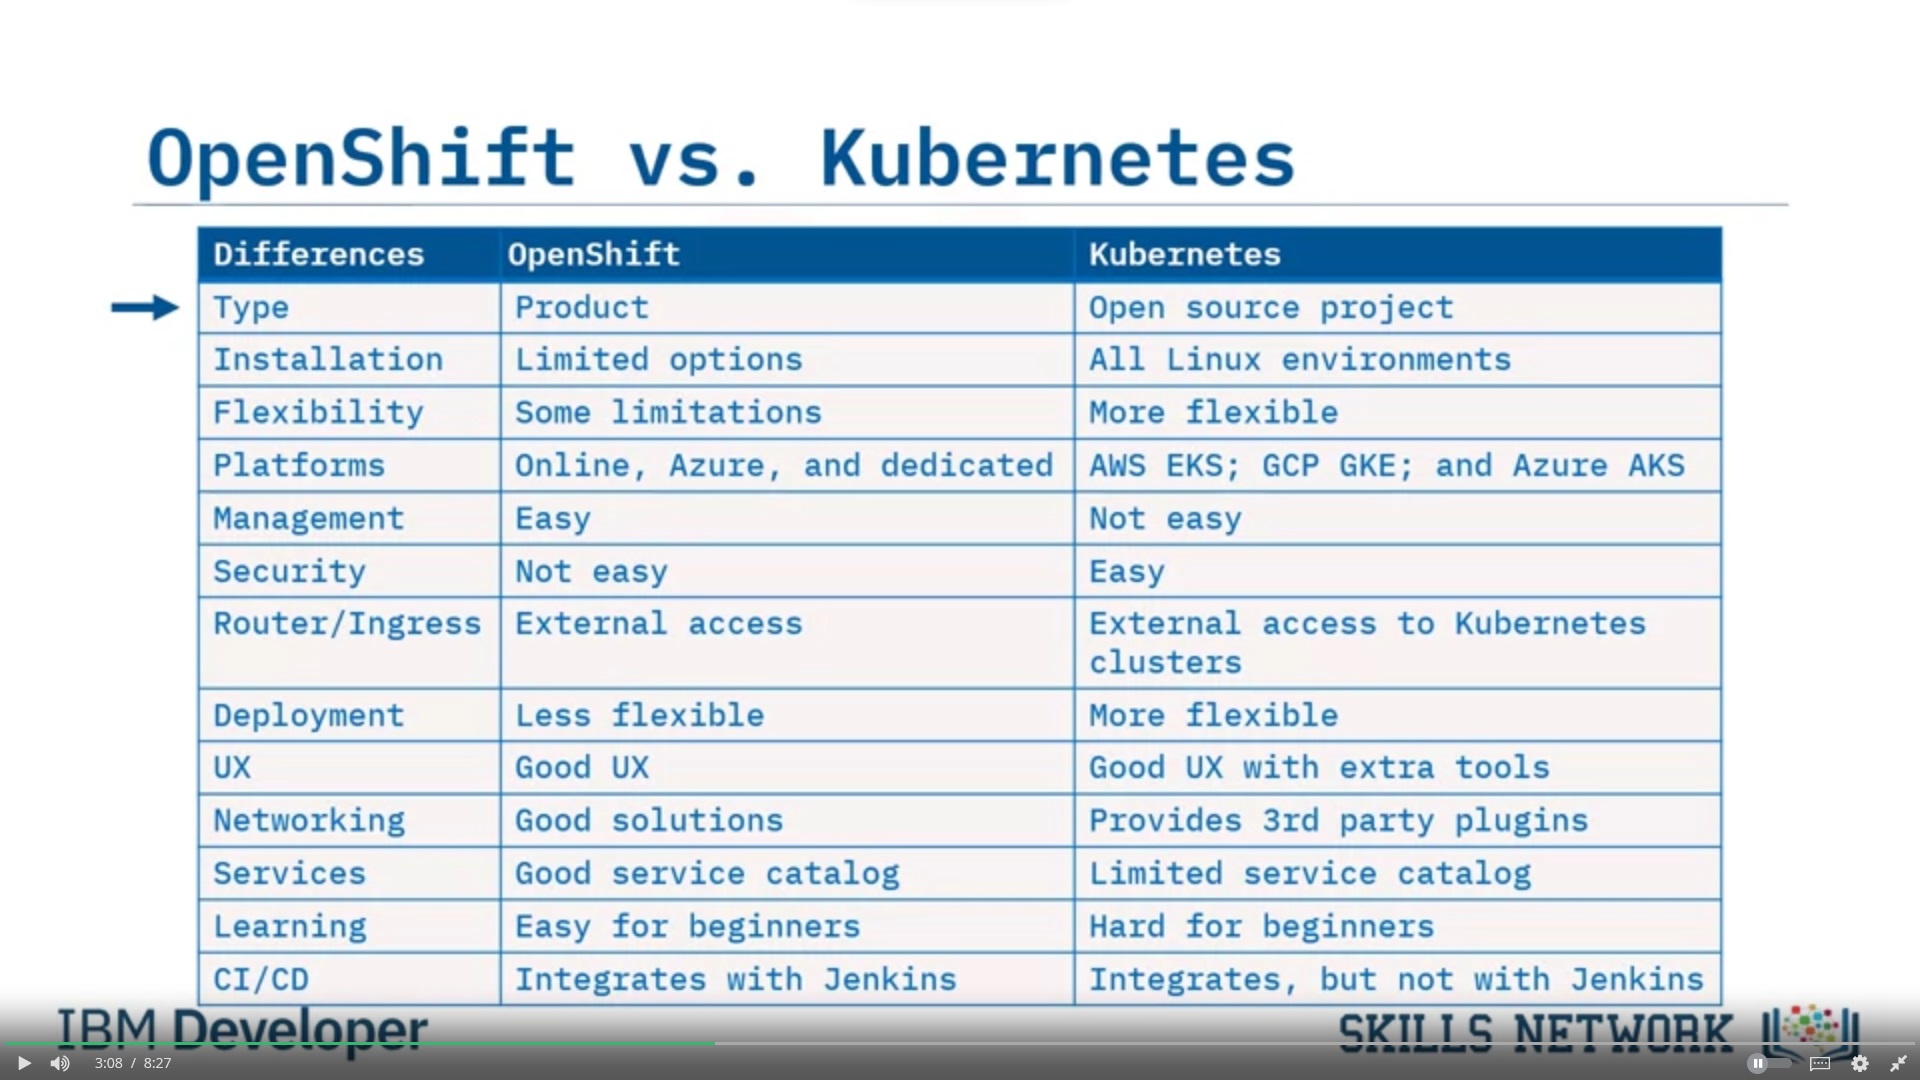 OpenShift vs. Kubernetes
Differences OpenShift Kubernetes
Type Product Open source project
Installation Limited options All Linux environments
Flexibility Some limitations More flexible
Platforms Online, Azure, and dedicated AWS EKS; GCP GKE; and Azure AKS
Management Easy Not easy
Security Not easy Easy
Router/Ingress External access External access to Kubernetes
clusters
Deployment Less flexible More flexible
UX Good UX Good UX with extra tools
Networking Good solutions Provides 3rd party plugins
Services Good service catalog Limited service catalog
Learning Easy for beginners Hard for beginners
CI/CD Integrates with Jenkins Integrates, but not with Jenkins
IBM Developer SKILLS NETWORK
3:08 / 8:27